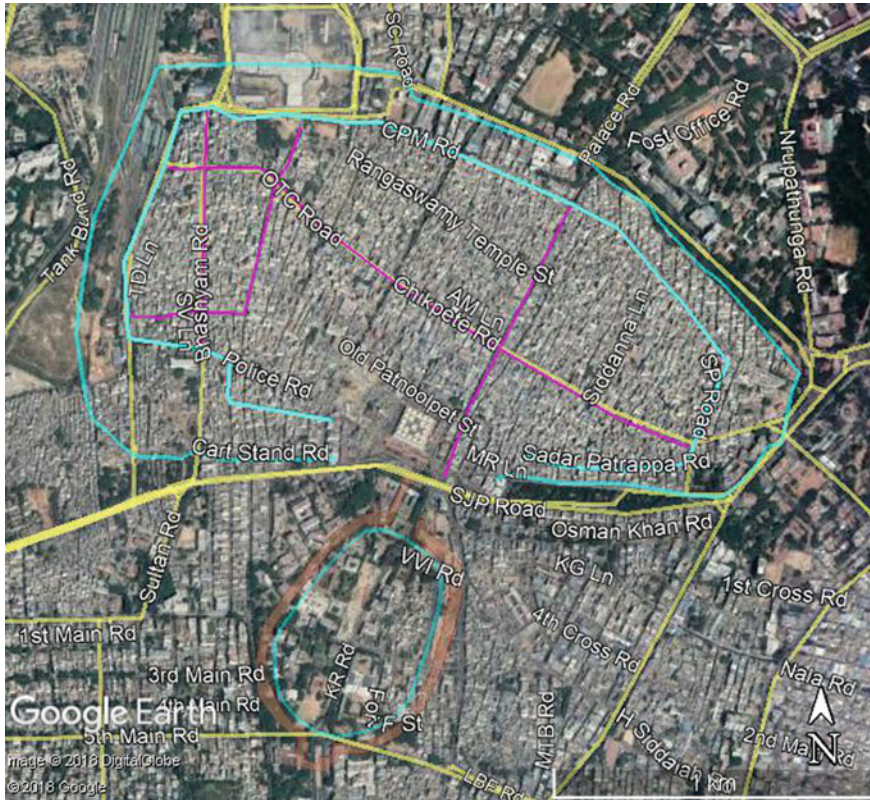 SC Road
Palace Rd
Post Office Rd
Nrupathunga Rd
CPM Rd
Rangaswamy Temple St
Tank Bund Rd
OTC Road
TD Ln
Bhashyam Rd
SV Ln
AM Ln
Chikpete Rd
Siddanna Ln
SP Road
Police Rd
Old Patnoolpet St
Cart Stand Rd
MR Ln
Sadar Patrappa Rd
SJP Road
Osman Khan Rd
Sultan Rd
VVI Rd
KG Ln
1st Cross Rd
1st Main Rd
4th Cross Rd
3rd Main Rd
KR Rd
Nala Rd
4th Main Rd
Fort F St
Google Earth
5th Main Rd
MTB Rd
H Siddaiah Rd
2nd Main Rd
N
Image © 2018 DigitalGlobe
© 2018 Google
LBF Rd
1 km